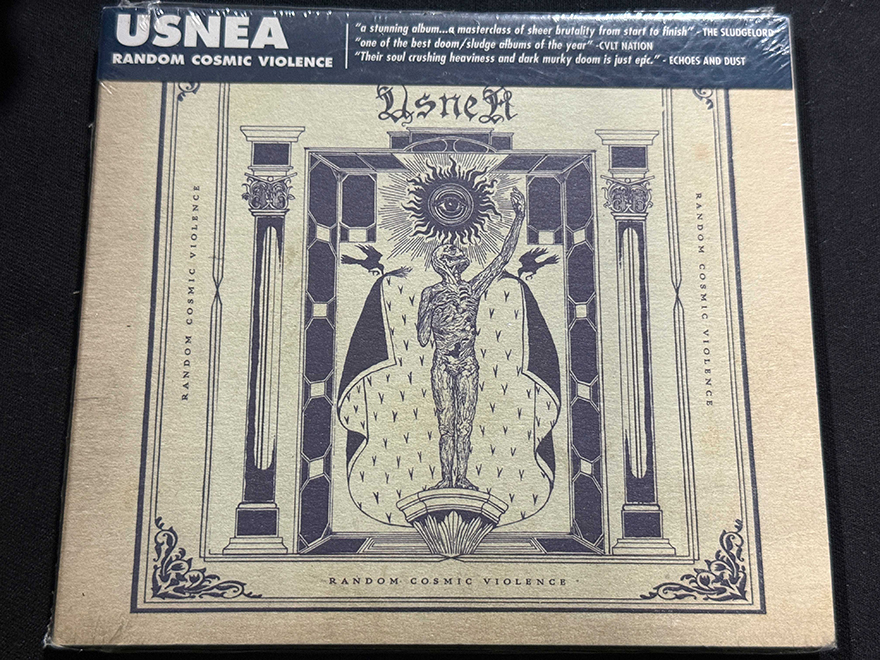 USNEA
RANDOM COSMIC VIOLENCE
"a stunning album...a masterclass of sheer brutality from start to finish" - THE SLUDGELORD
"one of the best doom/sludge albums of the year" -CVLT NATION
"Their soul crushing heaviness and dark murky doom is just epic." - ECHOES AND DUST
UsneA
RANDOM COSMIC VIOLENCE
RANDOM COSMIC VIOLENCE
RANDOM COSMIC VIOLENCE